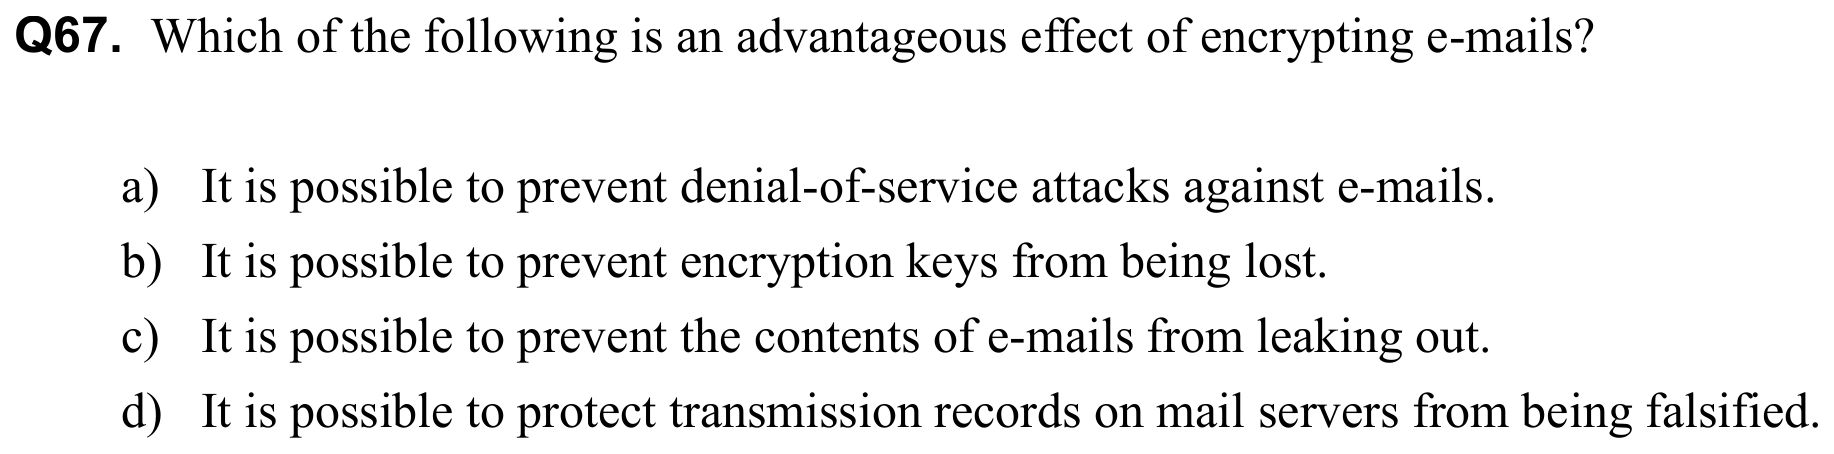 Q67. Which of the following is an advantageous effect of encrypting e-mails?
a) It is possible to prevent denial-of-service attacks against e-mails.
b) It is possible to prevent encryption keys from being lost.
c) It is possible to prevent the contents of e-mails from leaking out.
d) It is possible to protect transmission records on mail servers from being falsified.